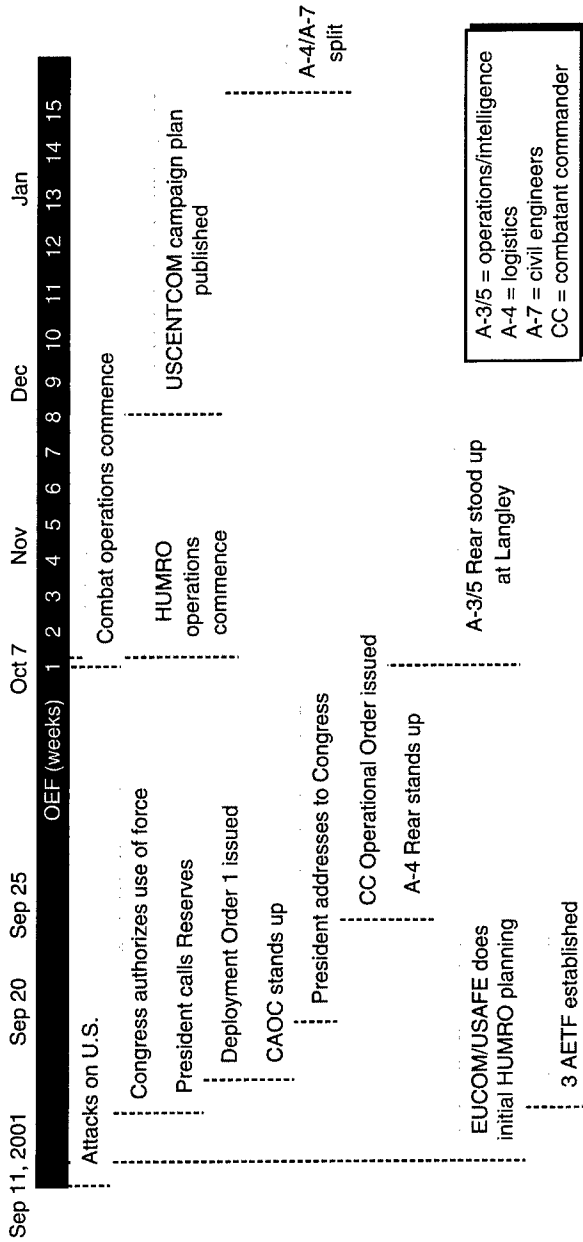 Sep 11, 2001 Sep 20 Sep 25 Oct 7 Nov Dec Jan
OEF (weeks) 1 2 3 4 5 6 7 8 9 10 11 12 13 14 15
Attacks on U.S.
Combat operations commence
Congress authorizes use of force
President calls Reserves
HUMRO
operations
commence
USCENTCOM campaign plan
published
Deployment Order 1 issued
CAOC stands up
President addresses to Congress
A-4/A-7
split
CC Operational Order issued
A-4 Rear stands up
EUCOM/USAFE does
initial HUMRO planning
A-3/5 Rear stood up
at Langley
3 AETF established
A-3/5 = operations/intelligence
A-4 = logistics
A-7 = civil engineers
CC = combatant commander